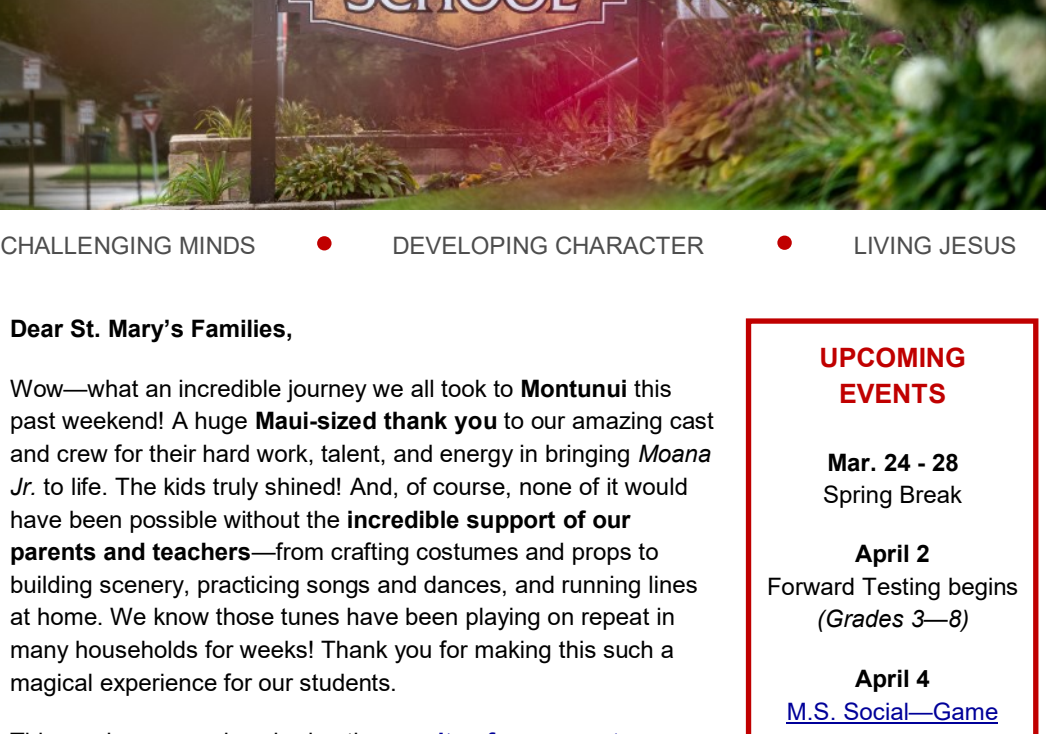 SCHOOL
CHALLENGING MINDS • DEVELOPING CHARACTER • LIVING JESUS
Dear St. Mary’s Families,
Wow—what an incredible journey we all took to Montunui this
past weekend! A huge Maui-sized thank you to our amazing cast
and crew for their hard work, talent, and energy in bringing Moana
Jr. to life. The kids truly shined! And, of course, none of it would
have been possible without the incredible support of our
parents and teachers—from crafting costumes and props to
building scenery, practicing songs and dances, and running lines
at home. We know those tunes have been playing on repeat in
many households for weeks! Thank you for making this such a
magical experience for our students.
UPCOMING
EVENTS
Mar. 24 - 28
Spring Break
April 2
Forward Testing begins
(Grades 3—8)
April 4
M.S. Social—Game